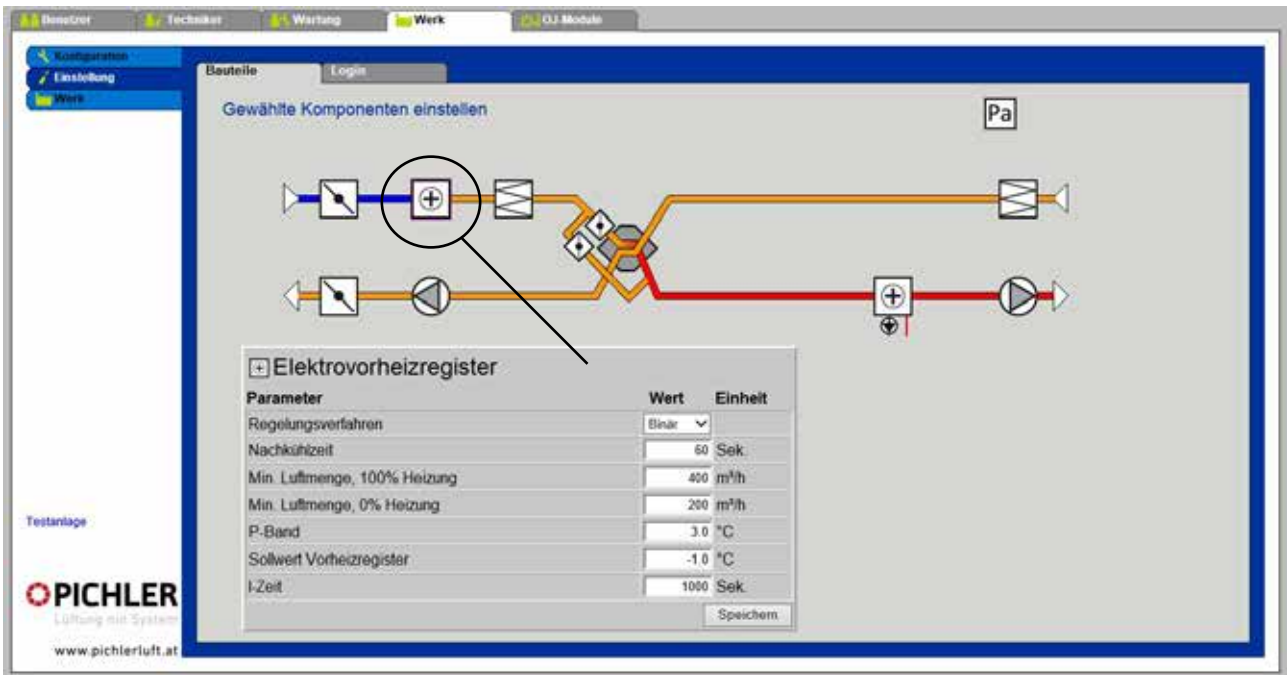 Benutzer Techniker Wartung Werk OJ-Module
Konfiguration
Einstellung
Werk
Bauteile Login
Gewählte Komponenten einstellen
Pa
Elektrovorheizregister
Parameter Wert Einheit
Regelungsverfahren Binär
Nachkühlzeit 60 Sek.
Min. Luftmenge, 100% Heizung 400 m³/h
Min. Luftmenge, 0% Heizung 200 m³/h
P-Band 3.0 °C
Sollwert Vorheizregister -1.0 °C
I-Zeit 1000 Sek.
Speichern
Testanlage
PICHLER
Lüftung mit System
www.pichlerluft.at